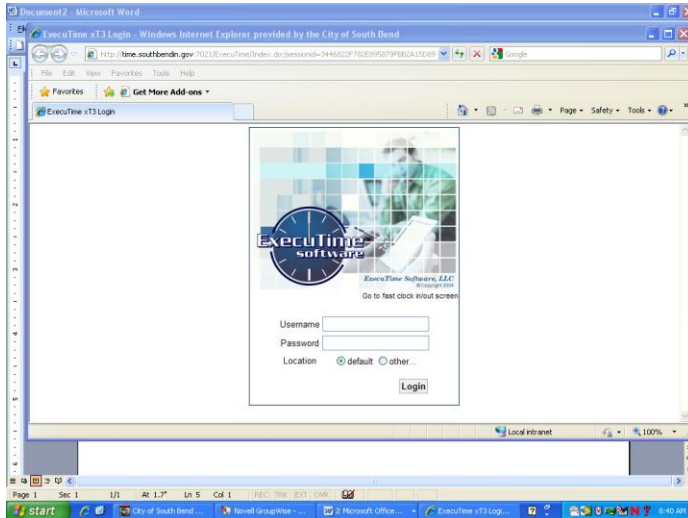 Document2 - Microsoft Word
ExecuTime xT3 Login - Windows Internet Explorer provided by the City of South Bend
Google
File Edit View Favorites Tools Help
Favorites Get More Add-ons
ExecuTime xT3 Login
Page Safety Tools
ExecuTime
software
ExecuTime Software, LLC
Go to fast clock in/out screen
Username
Password
Location default other...
Login
Local intranet 100%
Page 1 Sec 1 1/1 At 1.7" Ln 5 Col 1 REC TRK EXT OVR
start City of South Bend ... Novell GroupWise - ... 2 Microsoft Office... ExecuTime xT3 Logi... 8:40 AM